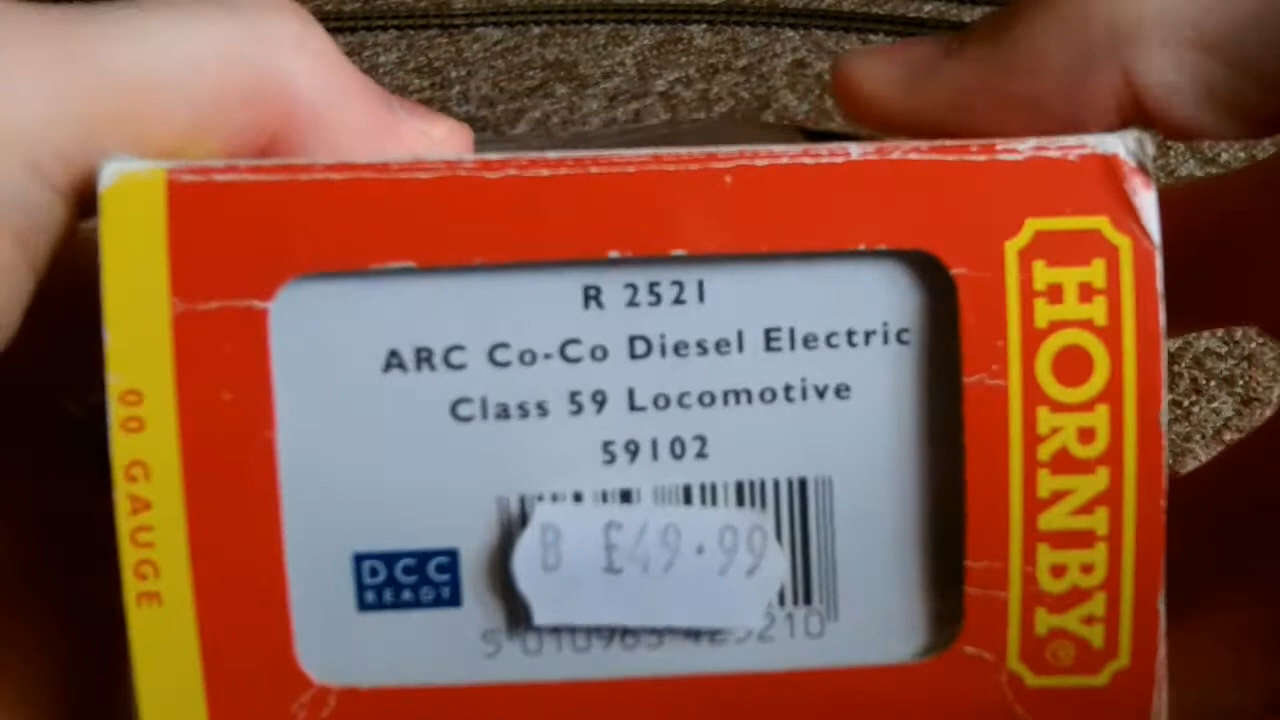 R 2521
ARC Co-Co Diesel Electric
Class 59 Locomotive
59102
B £49.99
DCC
READY
00 GAUGE
HORNBY®